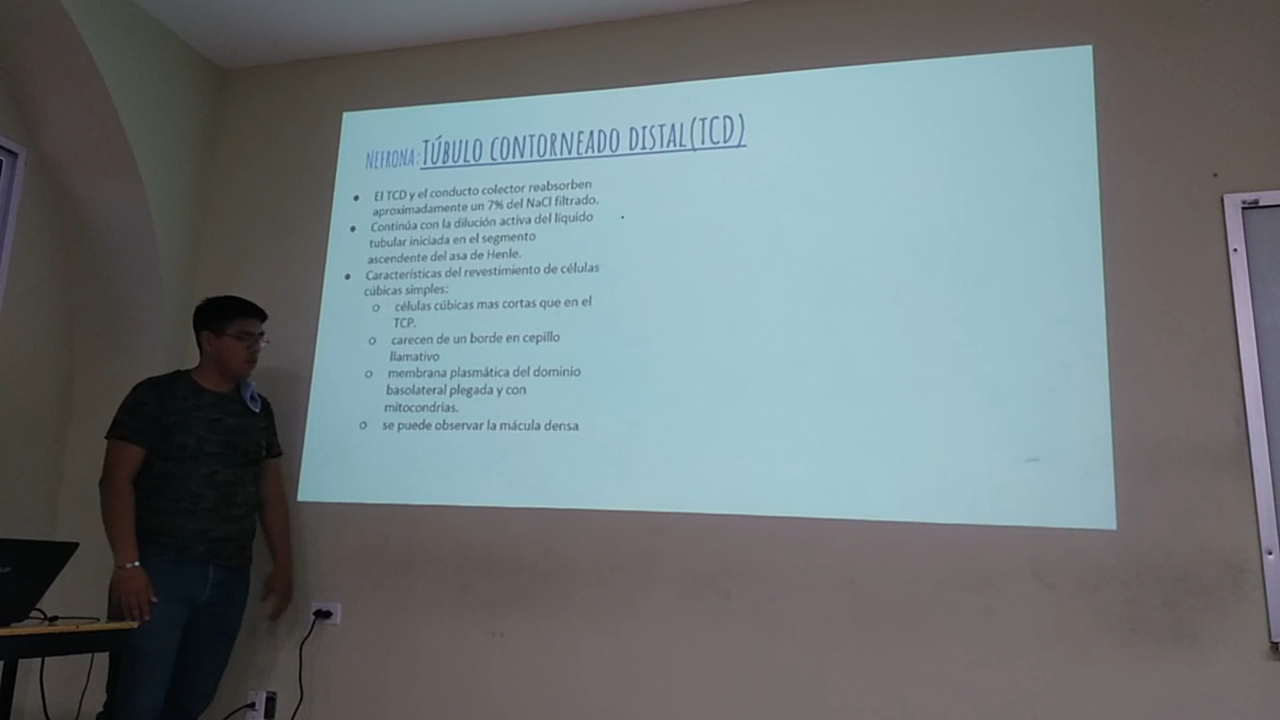 NEFRONA: TÚBULO CONTORNEADO DISTAL(TCD)
● El TCD y el conducto colector reabsorben
aproximadamente un 7% del NaCl filtrado.
● Continúa con la dilución activa del líquido
tubular iniciada en el segmento
ascendente del asa de Henle.
● Características del revestimiento de células
cúbicas simples:
○ células cúbicas mas cortas que en el
TCP.
○ carecen de un borde en cepillo
llamativo
○ membrana plasmática del dominio
basolateral plegada y con
mitocondrias.
○ se puede observar la mácula densa